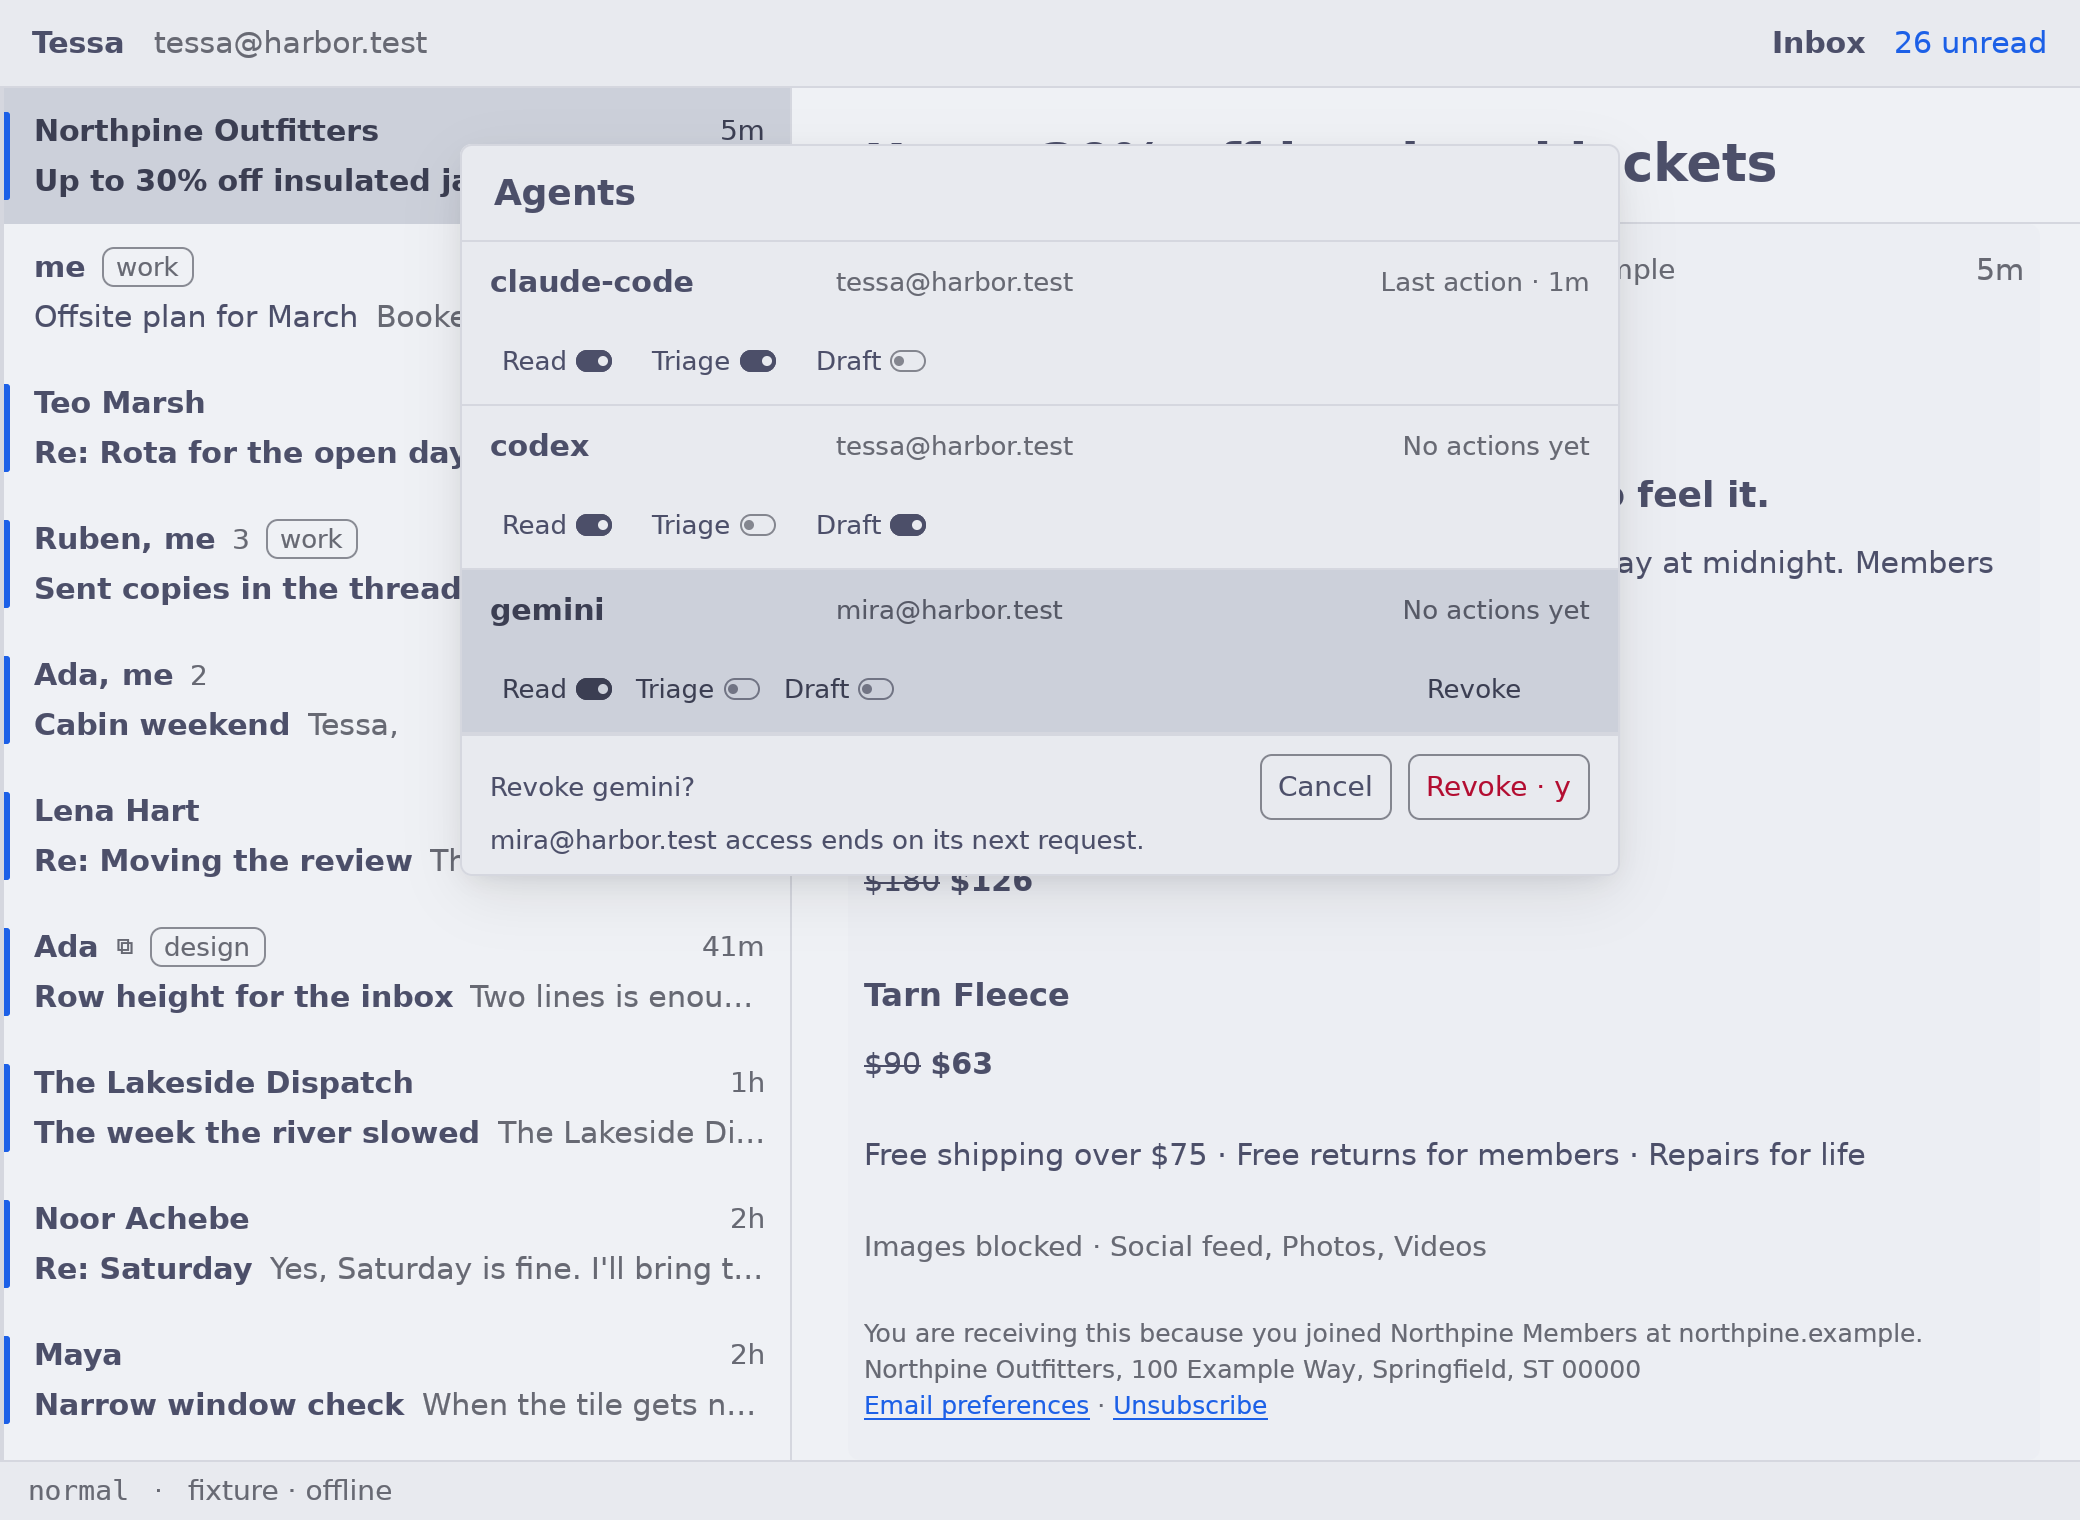 Tessa tessa@harbor.test Inbox 26 unread
Northpine Outfitters 5m
Up to 30% off insulated ja
me work
Offsite plan for March Booke
Teo Marsh
Re: Rota for the open day
Ruben, me 3 work
Sent copies in the thread
Ada, me 2
Cabin weekend Tessa,
Lena Hart
Re: Moving the review Th
Ada design 41m
Row height for the inbox Two lines is enou…
The Lakeside Dispatch 1h
The week the river slowed The Lakeside Di…
Noor Achebe 2h
Re: Saturday Yes, Saturday is fine. I'll bring t…
Maya 2h
Narrow window check When the tile gets n…
Agents
claude-code tessa@harbor.test Last action · 1m
Read Triage Draft
codex tessa@harbor.test No actions yet
Read Triage Draft
gemini mira@harbor.test No actions yet
Read Triage Draft Revoke
Revoke gemini? Cancel Revoke · y
mira@harbor.test access ends on its next request.
ckets
mple 5m
feel it.
ay at midnight. Members
$180 $126
Tarn Fleece
$90 $63
Free shipping over $75 · Free returns for members · Repairs for life
Images blocked · Social feed, Photos, Videos
You are receiving this because you joined Northpine Members at northpine.example.
Northpine Outfitters, 100 Example Way, Springfield, ST 00000
Email preferences · Unsubscribe
normal · fixture · offline